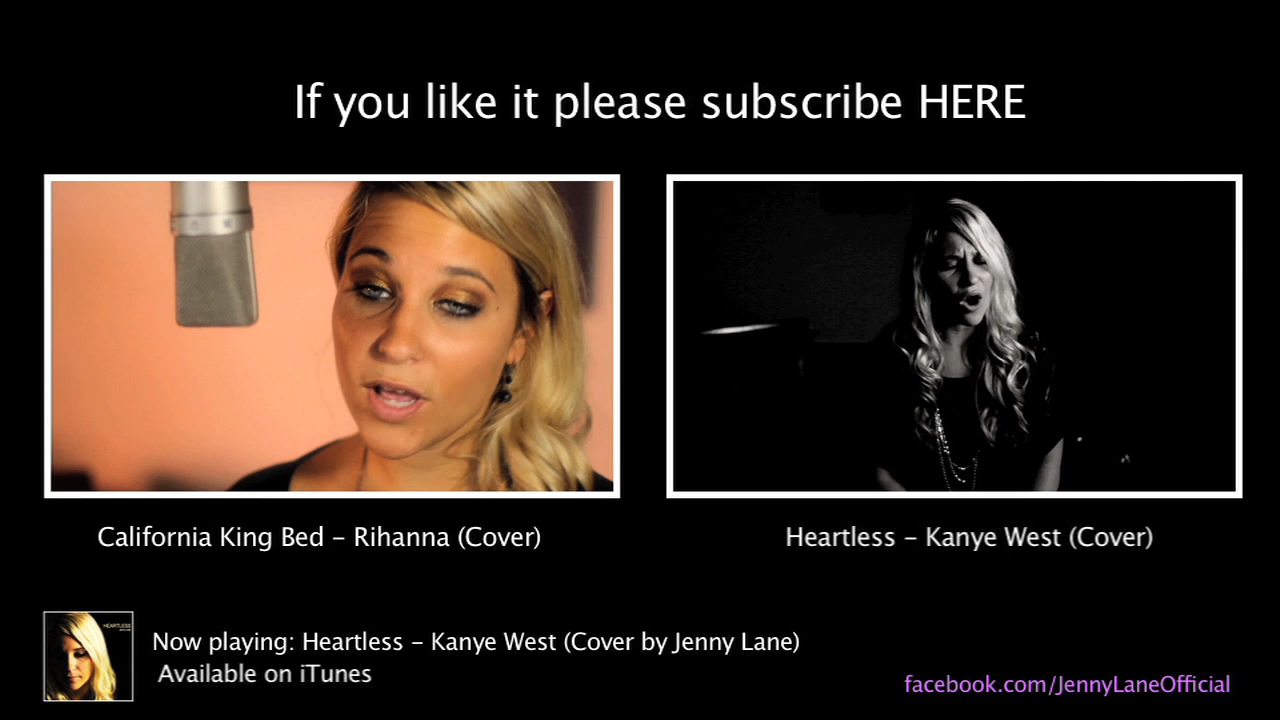 If you like it please subscribe HERE
California King Bed – Rihanna (Cover)
Heartless – Kanye West (Cover)
HEARTLESS
Now playing: Heartless – Kanye West (Cover by Jenny Lane)
Available on iTunes
facebook.com/JennyLaneOfficial